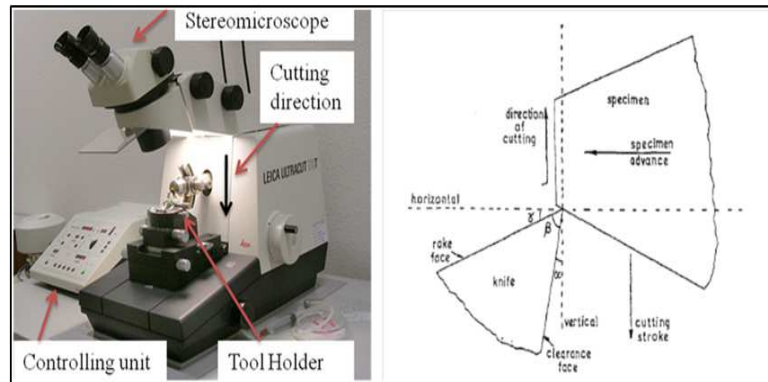 Stereomicroscope
Cutting
direction
LEICA ULTRACUT
Controlling unit
Tool Holder
direction
of
cutting
specimen
specimen
advance
horizontal
γ
β
α
rake
face
knife
vertical
clearance
face
cutting
stroke